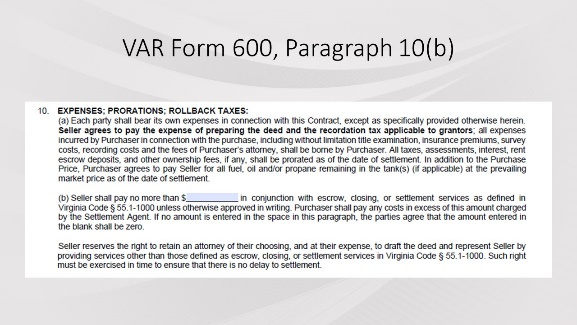 VAR Form 600, Paragraph 10(b)
10. EXPENSES; PRORATIONS; ROLLBACK TAXES:
(a) Each party shall bear its own expenses in connection with this Contract, except as specifically provided otherwise herein.
Seller agrees to pay the expense of preparing the deed and the recordation tax applicable to grantors; all expenses
incurred by Purchaser in connection with the purchase, including without limitation title examination, insurance premiums, survey
costs, recording costs and the fees of Purchaser's attorney, shall be borne by Purchaser. All taxes, assessments, interest, rent
escrow deposits, and other ownership fees, if any, shall be prorated as of the date of settlement. In addition to the Purchase
Price, Purchaser agrees to pay Seller for all fuel, oil and/or propane remaining in the tank(s) (if applicable) at the prevailing
market price as of the date of settlement.
(b) Seller shall pay no more than $__________ in conjunction with escrow, closing, or settlement services as defined in
Virginia Code § 55.1-1000 unless otherwise approved in writing. Purchaser shall pay any costs in excess of this amount charged
by the Settlement Agent. If no amount is entered in the space in this paragraph, the parties agree that the amount entered in
the blank shall be zero.
Seller reserves the right to retain an attorney of their choosing, and at their expense, to draft the deed and represent Seller by
providing services other than those defined as escrow, closing, or settlement services in Virginia Code § 55.1-1000. Such right
must be exercised in time to ensure that there is no delay to settlement.